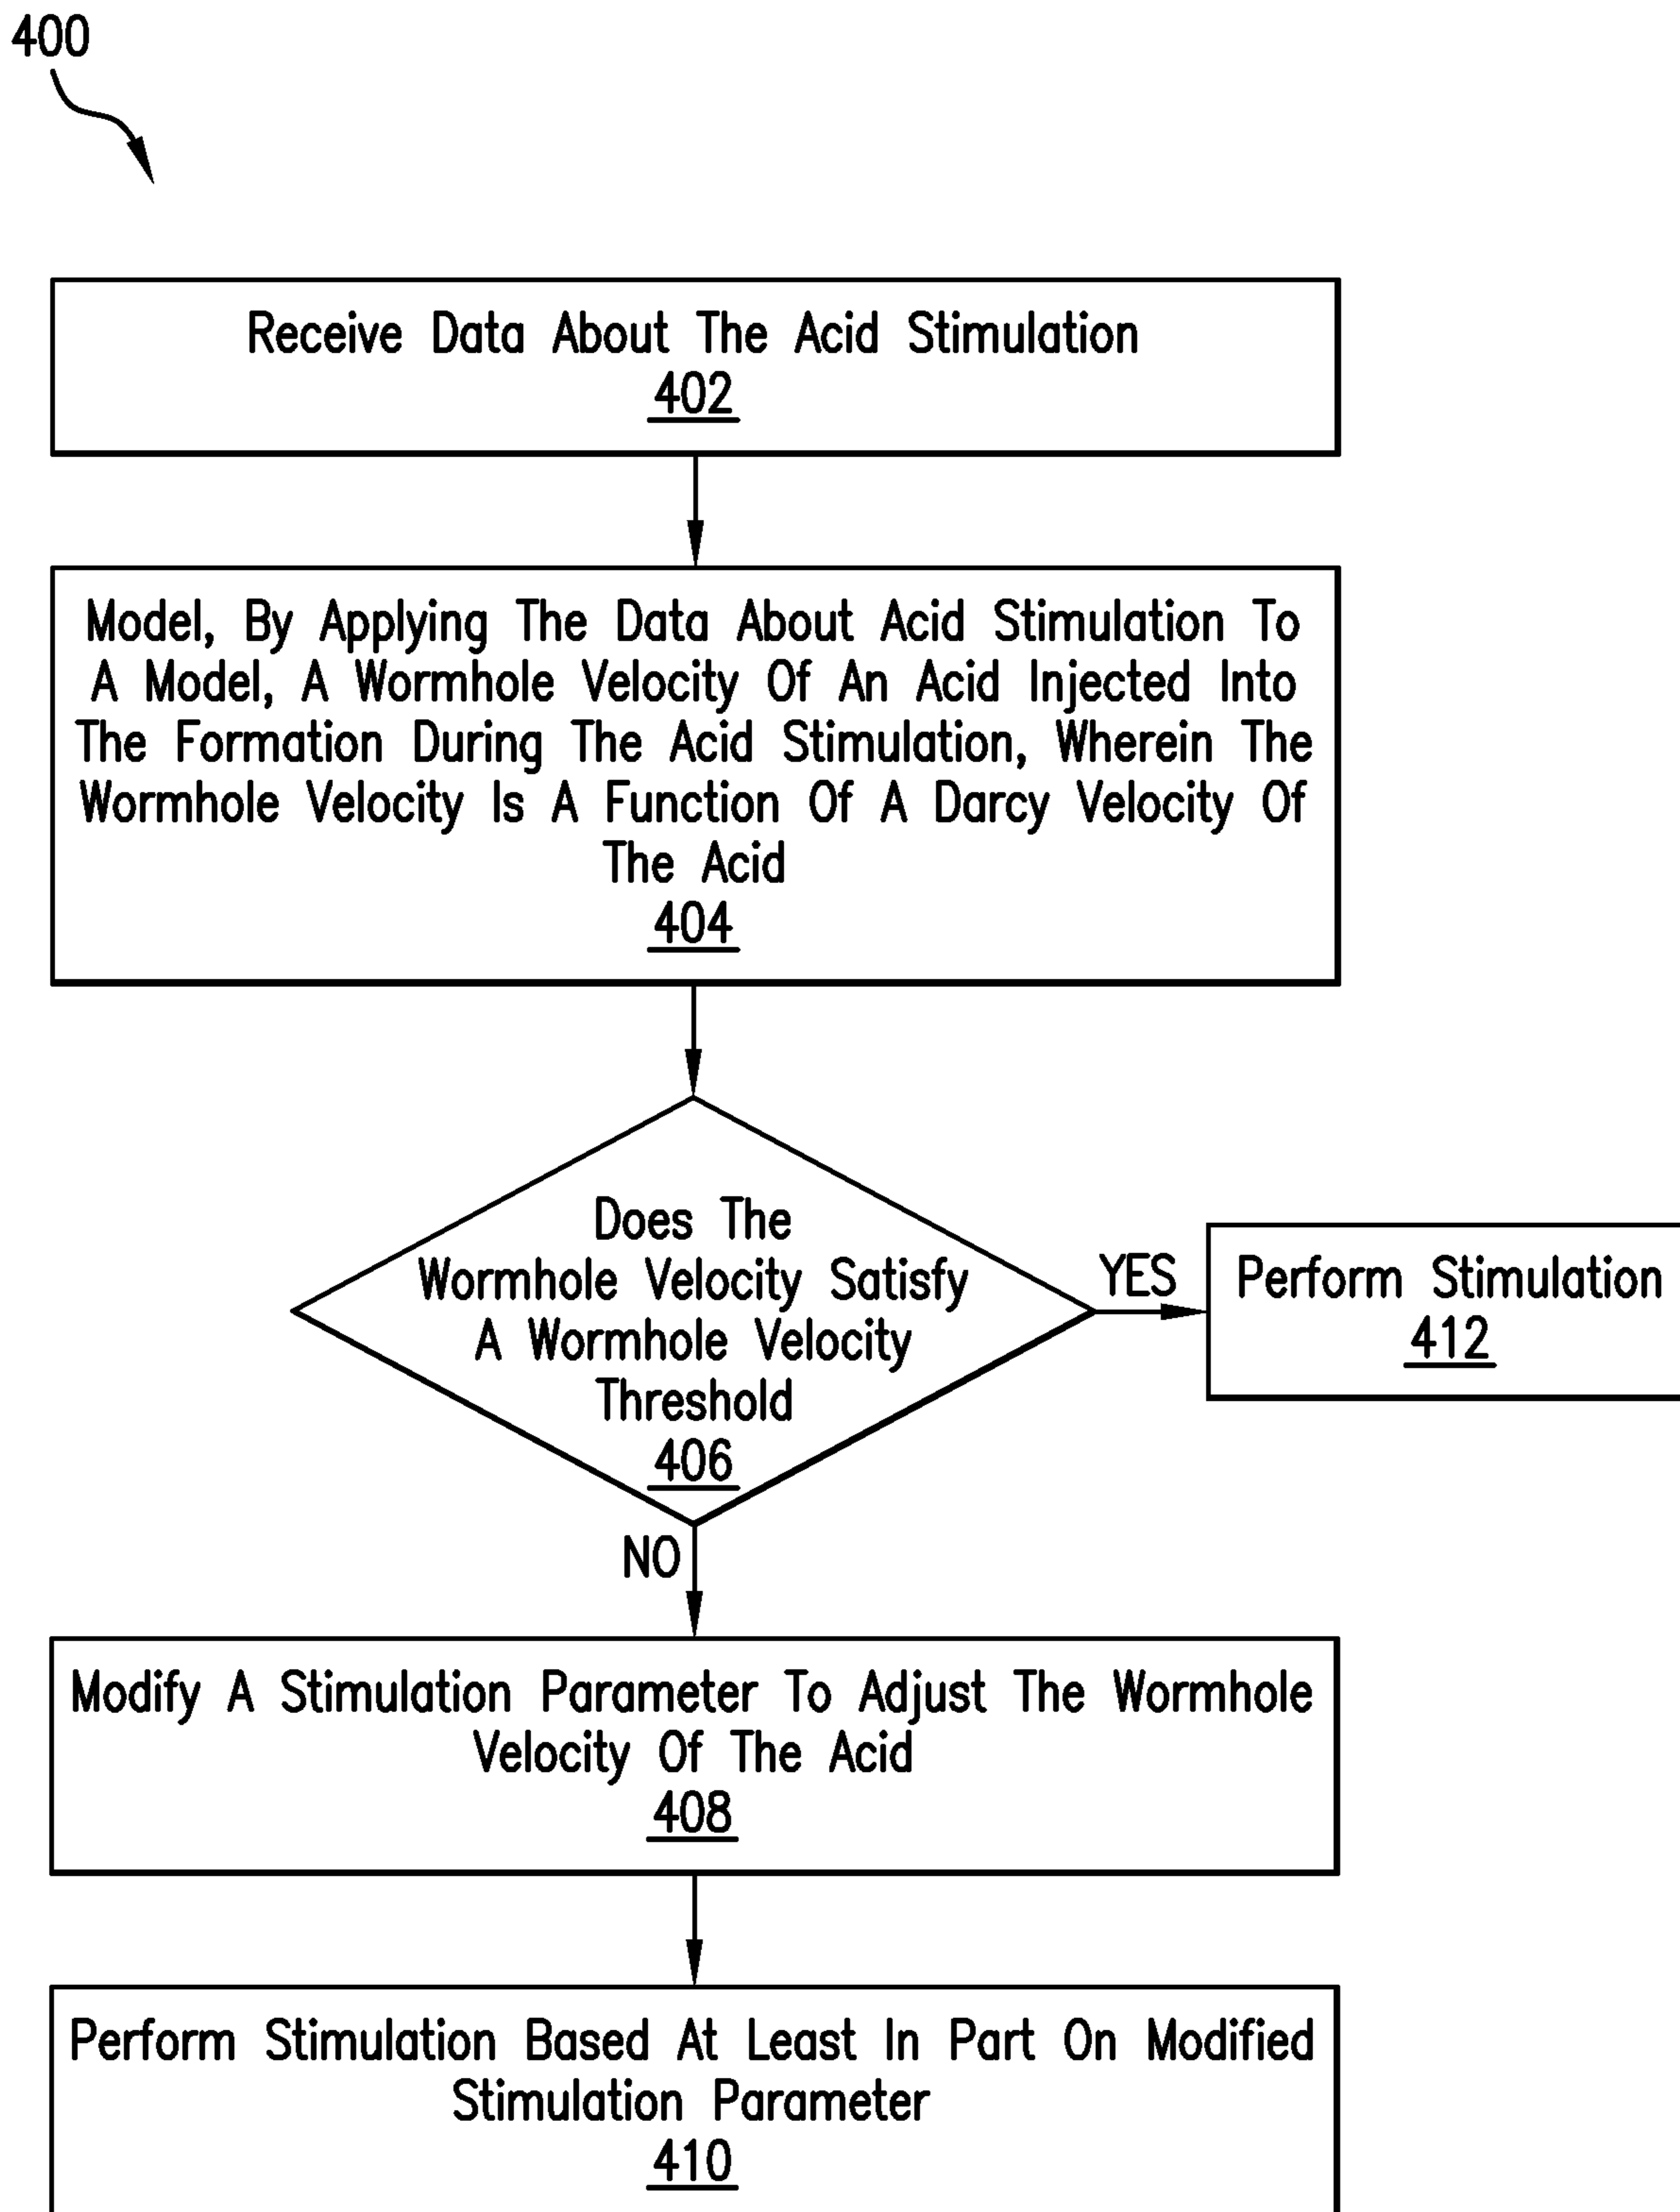 400
Receive Data About The Acid Stimulation
402
Model, By Applying The Data About Acid Stimulation To
A Model, A Wormhole Velocity Of An Acid Injected Into
The Formation During The Acid Stimulation, Wherein The
Wormhole Velocity Is A Function Of A Darcy Velocity Of
The Acid
404
Does The
Wormhole Velocity Satisfy
A Wormhole Velocity
Threshold
406
YES
Perform Stimulation
412
NO
Modify A Stimulation Parameter To Adjust The Wormhole
Velocity Of The Acid
408
Perform Stimulation Based At Least In Part On Modified
Stimulation Parameter
410